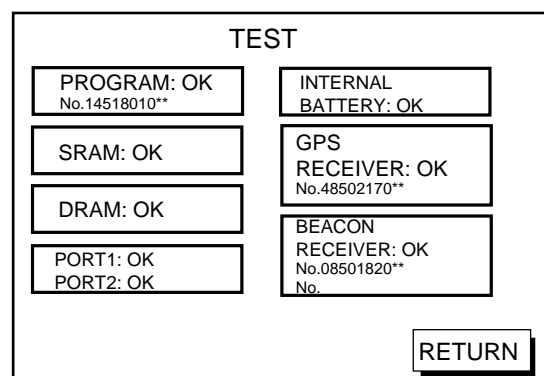 TEST
PROGRAM: OK
No.14518010**
SRAM: OK
DRAM: OK
PORT1: OK
PORT2: OK
INTERNAL
BATTERY: OK
GPS
RECEIVER: OK
No.48502170**
BEACON
RECEIVER: OK
No.08501820**
No.
RETURN